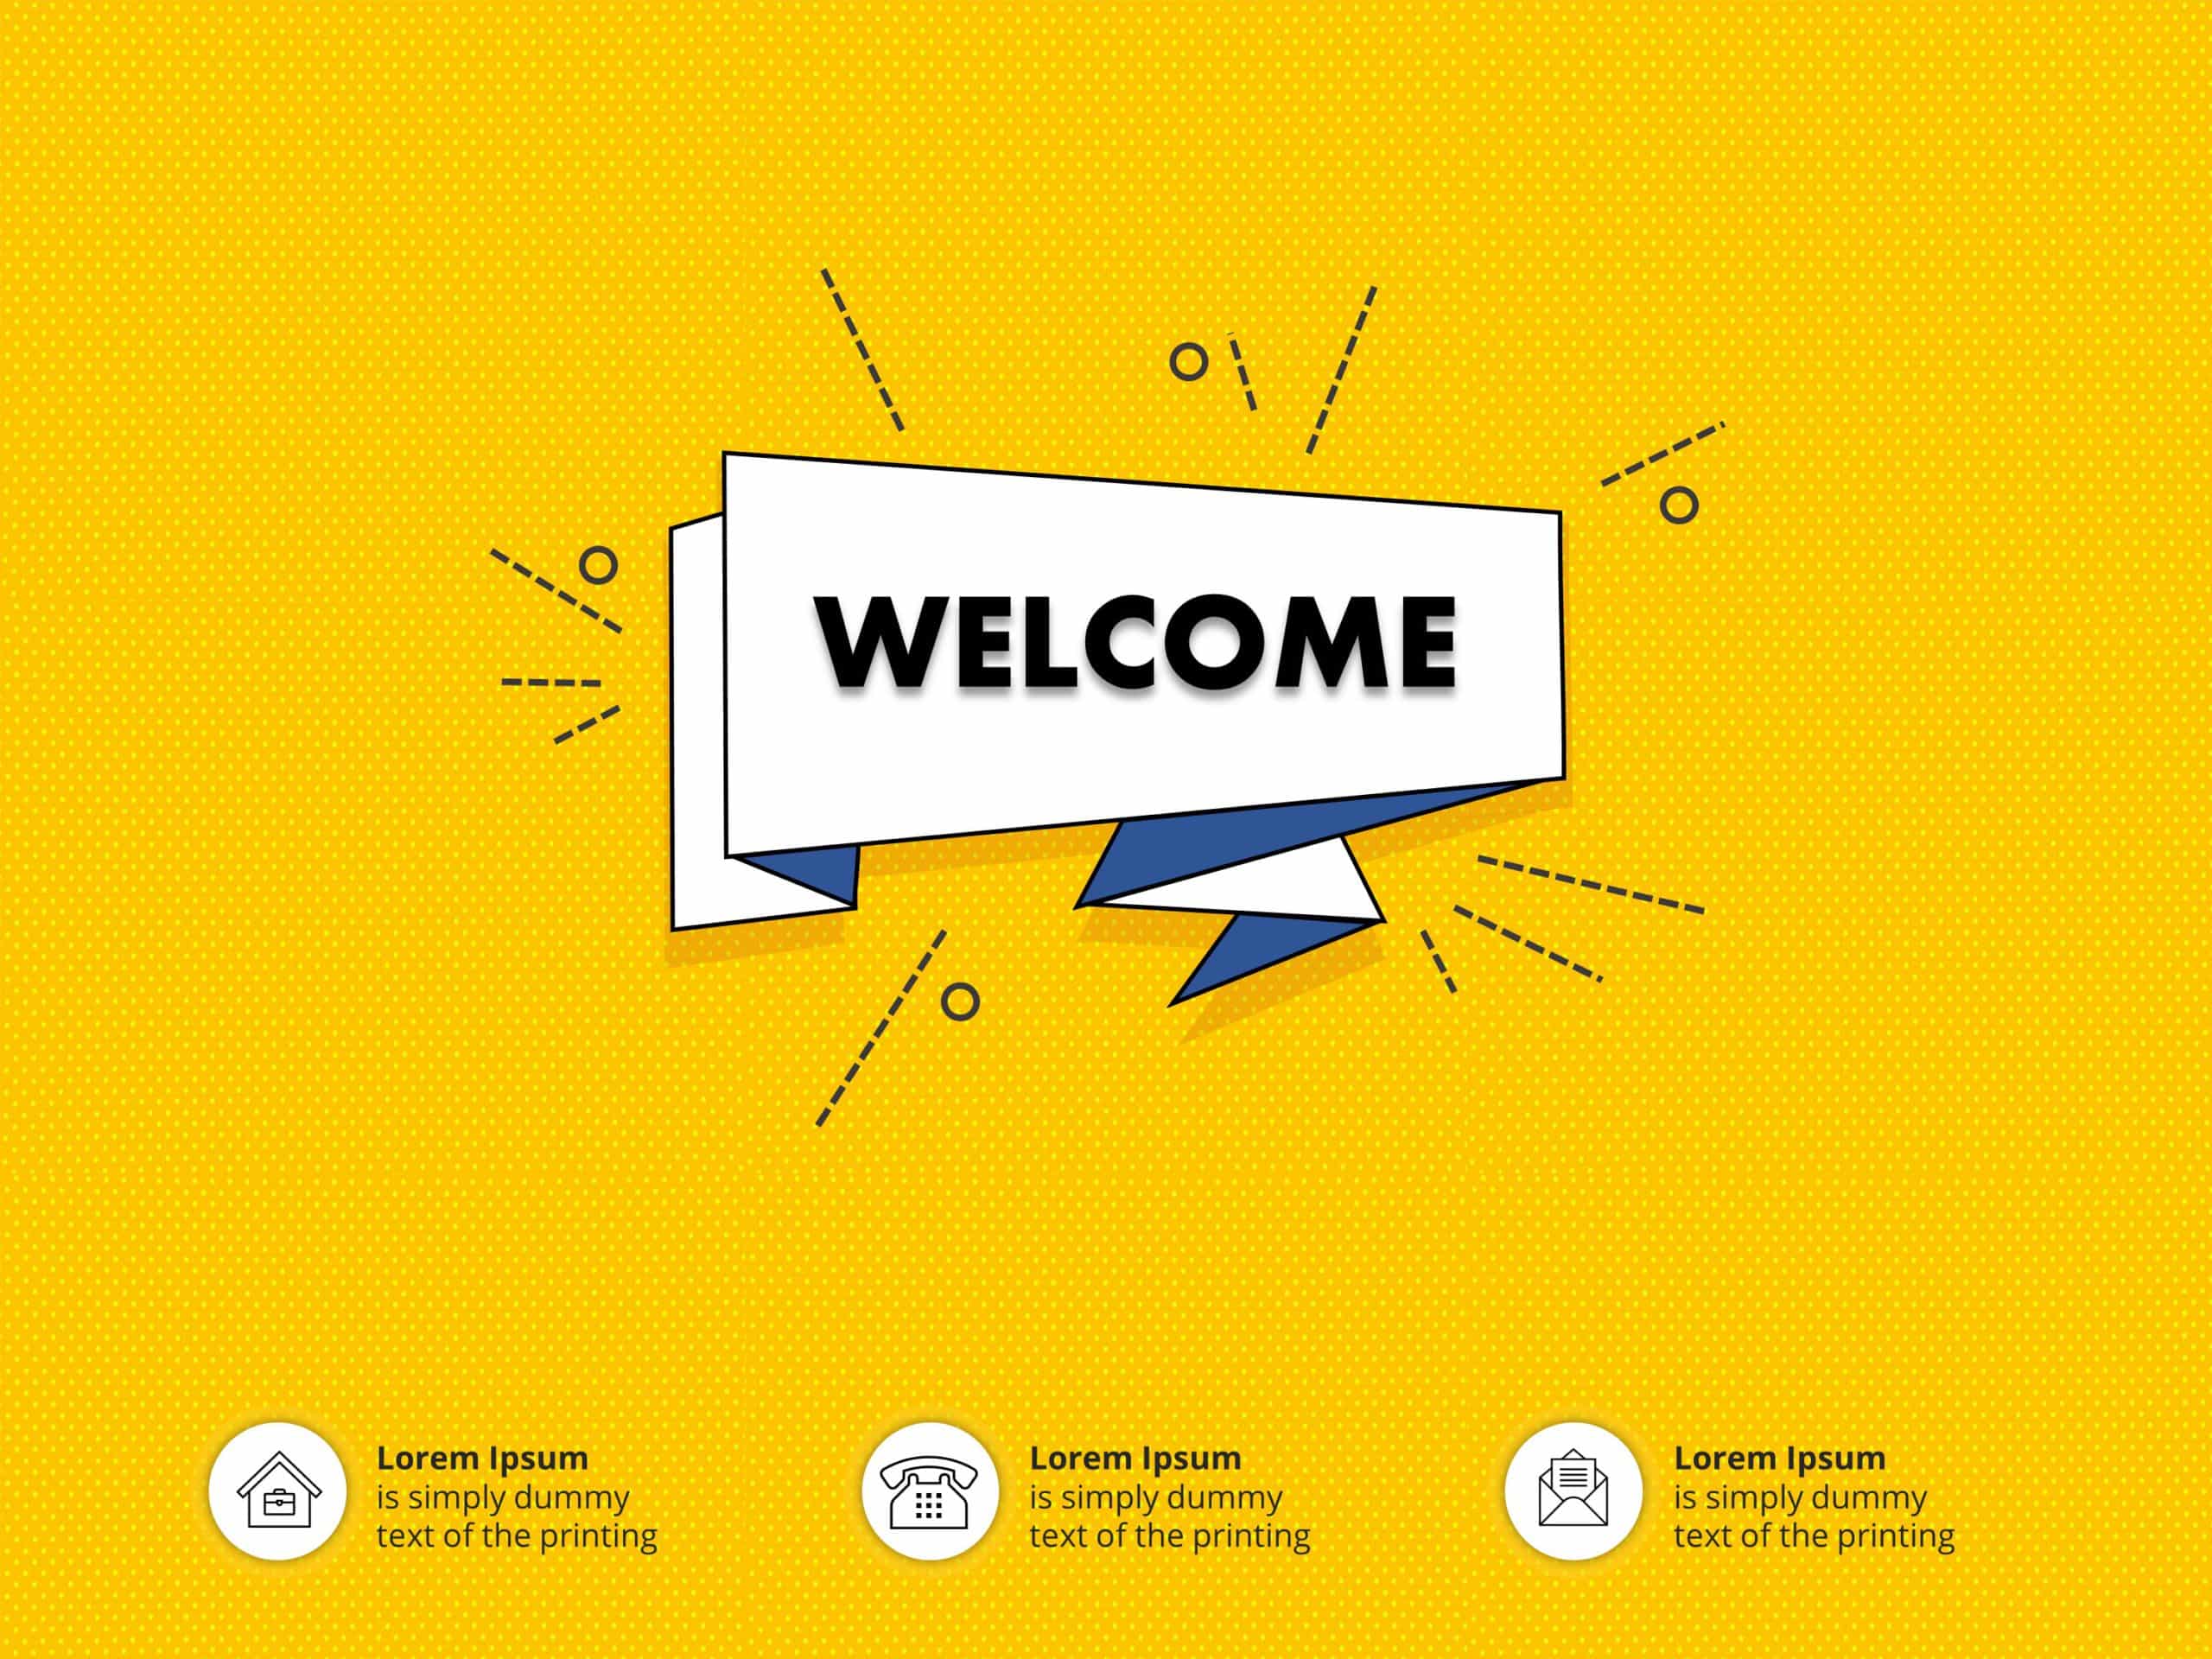 WELCOME
Lorem Ipsum
is simply dummy
text of the printing
Lorem Ipsum
is simply dummy
text of the printing
Lorem Ipsum
is simply dummy
text of the printing